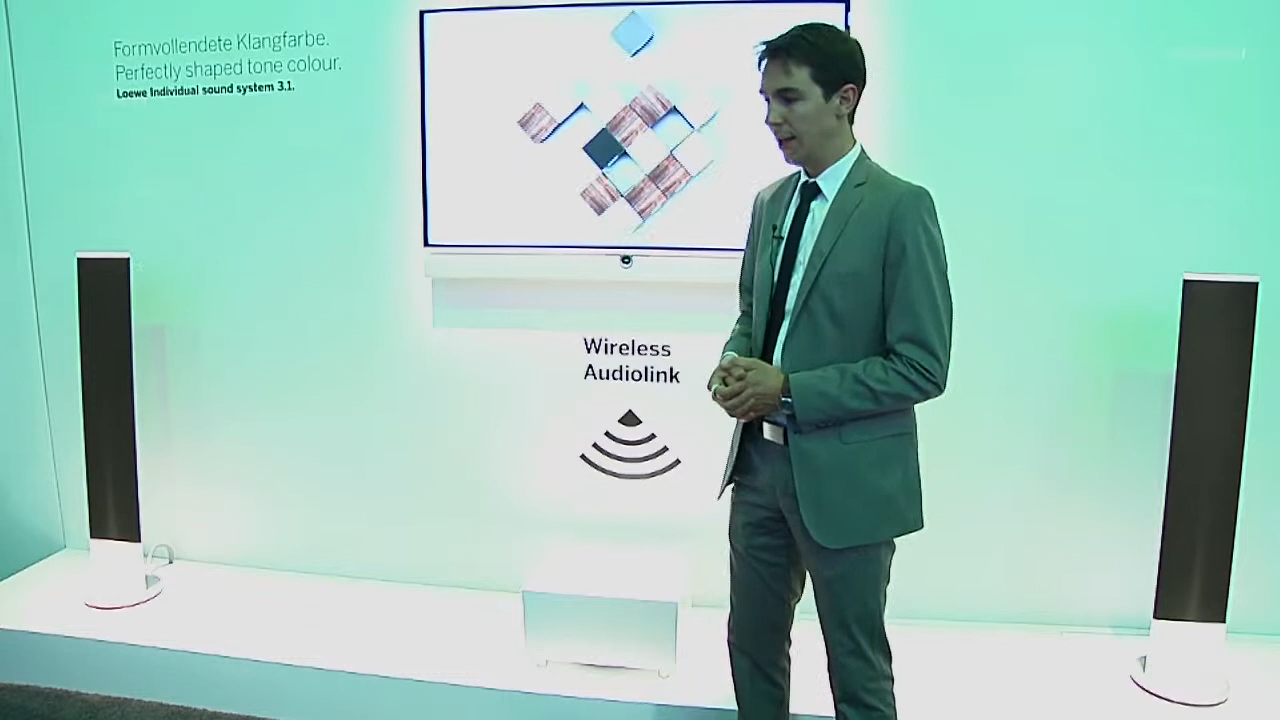 Formvollendete Klangfarbe.
Perfectly shaped tone colour.
Loewe Individual sound system 3.1.
Wireless
Audiolink